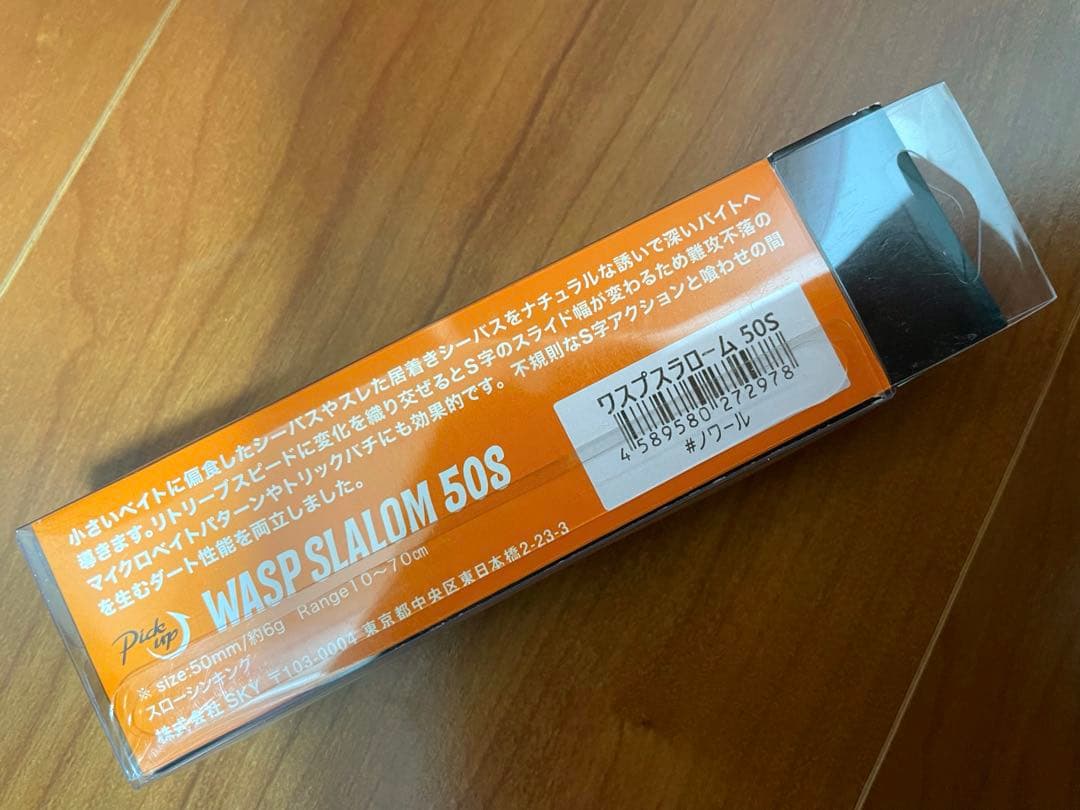 小さいベイトに偏食したシーバスやスレた居着きシーバスをナチュラルな誘いで深いバイトへ
導きます。リトリーブスピードに変化を織り交ぜるとS字のスライド幅が変わるため難攻不落の
マイクロベイトパターンやトリックバチにも効果的です。不規則なS字アクションと喰わせの間
を生むダート性能を両立しました。
Pick up
WASP SLALOM 50S
※ size:50mm/約6g Range10〜70cm
スローシンキング
株式会社 SKY 〒103-0004 東京都中央区東日本橋2-23-3
ワスプスラローム 50S
4 589580 272978
#ノワール